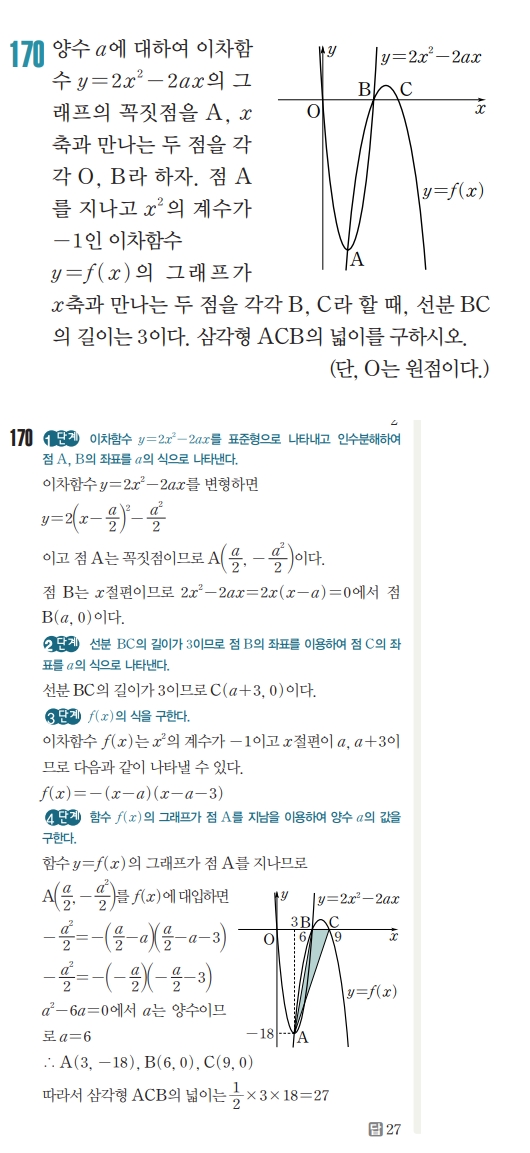 170 양수 a에 대하여 이차함
수 y=2x²-2ax의 그
래프의 꼭짓점을 A, x
축과 만나는 두 점을 각
각 O, B라 하자. 점 A
를 지나고 x²의 계수가
-1인 이차함수
y=f(x)의 그래프가
x축과 만나는 두 점을 각각 B, C라 할 때, 선분 BC
의 길이는 3이다. 삼각형 ACB의 넓이를 구하시오.
(단, O는 원점이다.)
y
y=2x²-2ax
B C
O
x
y=f(x)
A
170 1단계 이차함수 y=2x²-2ax를 표준형으로 나타내고 인수분해하여
점 A, B의 좌표를 a의 식으로 나타낸다.
이차함수 y=2x²-2ax를 변형하면
y=2(x-a/2)²-a²/2
이고 점 A는 꼭짓점이므로 A(a/2, -a²/2)이다.
점 B는 x절편이므로 2x²-2ax=2x(x-a)=0에서 점
B(a, 0)이다.
2단계 선분 BC의 길이가 3이므로 점 B의 좌표를 이용하여 점 C의 좌
표를 a의 식으로 나타낸다.
선분 BC의 길이가 3이므로 C(a+3, 0)이다.
3단계 f(x)의 식을 구한다.
이차함수 f(x)는 x²의 계수가 -1이고 x절편이 a, a+3이
므로 다음과 같이 나타낼 수 있다.
f(x)=-(x-a)(x-a-3)
4단계 함수 f(x)의 그래프가 점 A를 지남을 이용하여 양수 a의 값을
구한다.
함수 y=f(x)의 그래프가 점 A를 지나므로
A(a/2, -a²/2)를 f(x)에 대입하면
-a²/2=-(a/2-a)(a/2-a-3)
-a²/2=-(-a/2)(-a/2-3)
a²-6a=0에서 a는 양수이므
로 a=6
∴ A(3, -18), B(6, 0), C(9, 0)
따라서 삼각형 ACB의 넓이는 1/2×3×18=27
y
y=2x²-2ax
3 B C
O 6 9 x
y=f(x)
-18 A
답 27